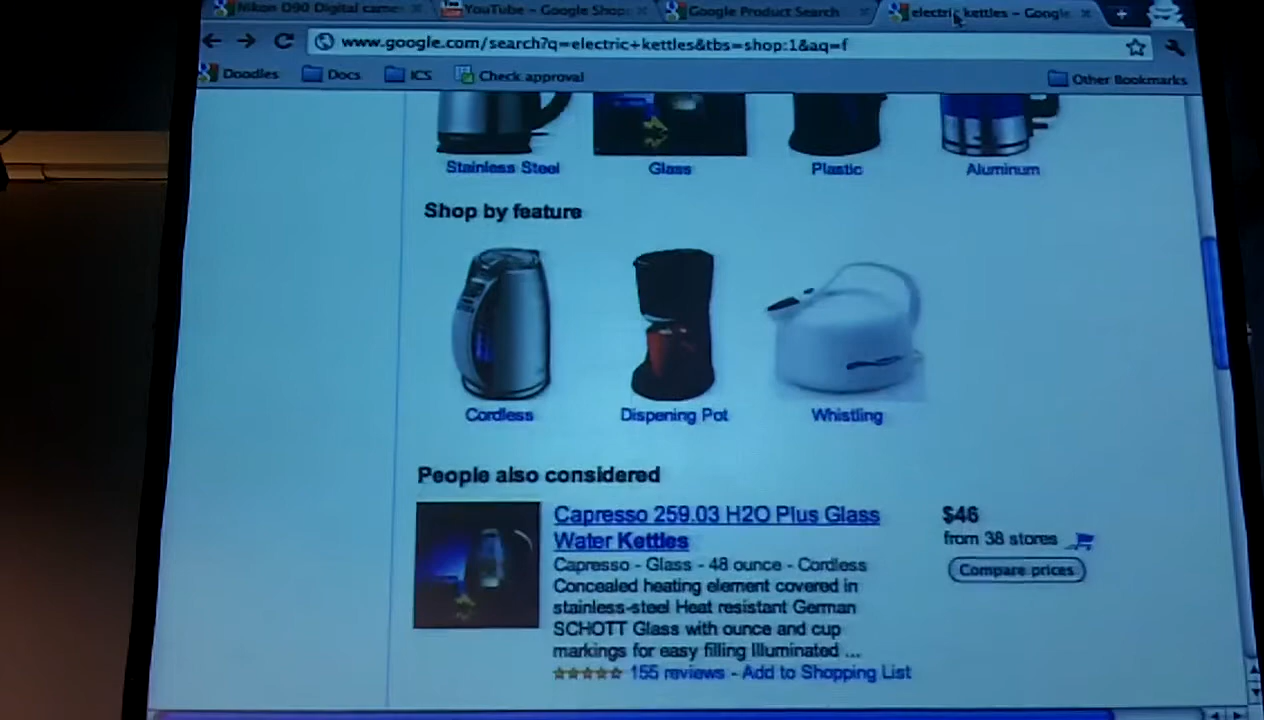 Nikon D90 Digital came
YouTube - Google Shop
Google Product Search
electric kettles - Google
www.google.com/search?q=electric+kettles&tbs=shop:1&aq=f
Doodles
Docs
ICS
Check approval
Other Bookmarks
Stainless Steel
Glass
Plastic
Aluminum
Shop by feature
Cordless
Dispening Pot
Whistling
People also considered
Capresso 259.03 H2O Plus Glass
Water Kettles
$46
from 38 stores
Compare prices
Capresso - Glass - 48 ounce - Cordless
Concealed heating element covered in
stainless-steel Heat resistant German
SCHOTT Glass with ounce and cup
markings for easy filling Illuminated ...
155 reviews - Add to Shopping List